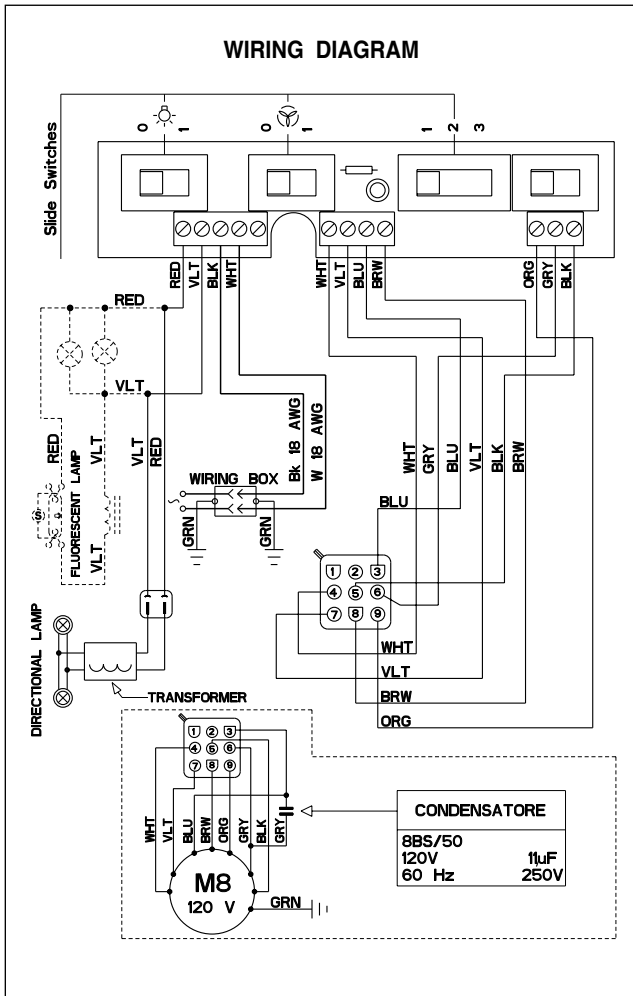 WIRING DIAGRAM
Slide Switches
0 1
0 1
1 2 3
RED VLT BLK WHT
WHT VLT BLU BRW
ORG GRY BLK
RED
VLT
RED
VLT
VLT
RED
FLUORESCENT LAMP
S
VLT
Bk 18 AWG
W 18 AWG
WIRING BOX
GRN
GRN
WHT
GRY
BLU
VLT
BLK
BRW
BLU
1 2 3
4 5 6
7 8 9
WHT
VLT
BRW
ORG
DIRECTIONAL LAMP
TRANSFORMER
1 2 3
4 5 6
7 8 9
WHT
VLT
BLU
BRW
ORG
GRY
BLK
GRY
M8
120 V
GRN
CONDENSATORE
8BS/50
120V 11µF
60 Hz 250V